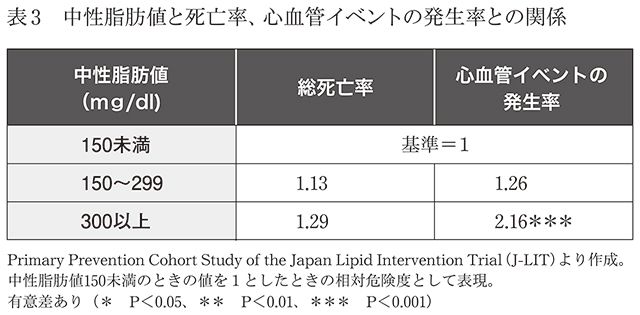 表3　中性脂肪値と死亡率、心血管イベントの発生率との関係
中性脂肪値
（mg/dl）
総死亡率
心血管イベントの
発生率
150未満
基準＝1
150〜299
1.13
1.26
300以上
1.29
2.16＊＊＊
Primary Prevention Cohort Study of the Japan Lipid Intervention Trial（J-LIT）より作成。
中性脂肪値150未満のときの値を1としたときの相対危険度として表現。
有意差あり（＊　P＜0.05、＊＊　P＜0.01、＊＊＊　P＜0.001）